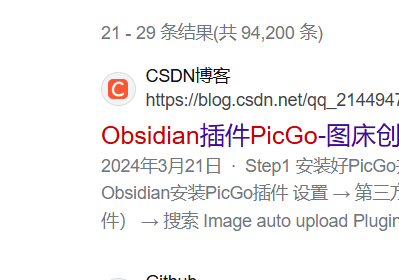 21 - 29 条结果(共 94,200 条)
CSDN博客
https://blog.csdn.net/qq_2144947
Obsidian插件PicGo-图床创
2024年3月21日 · Step1 安装好PicGo
Obsidian安装PicGo插件 设置 → 第三方
件） → 搜索 Image auto upload Plugin
Github